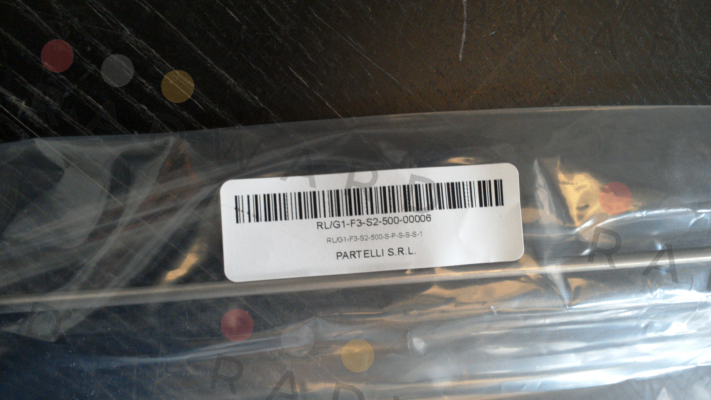 RL/G1-F3-S2-500-00006
RL/G1-F3-S2-500-S-P-S-S-S-1
PARTELLI S.R.L.